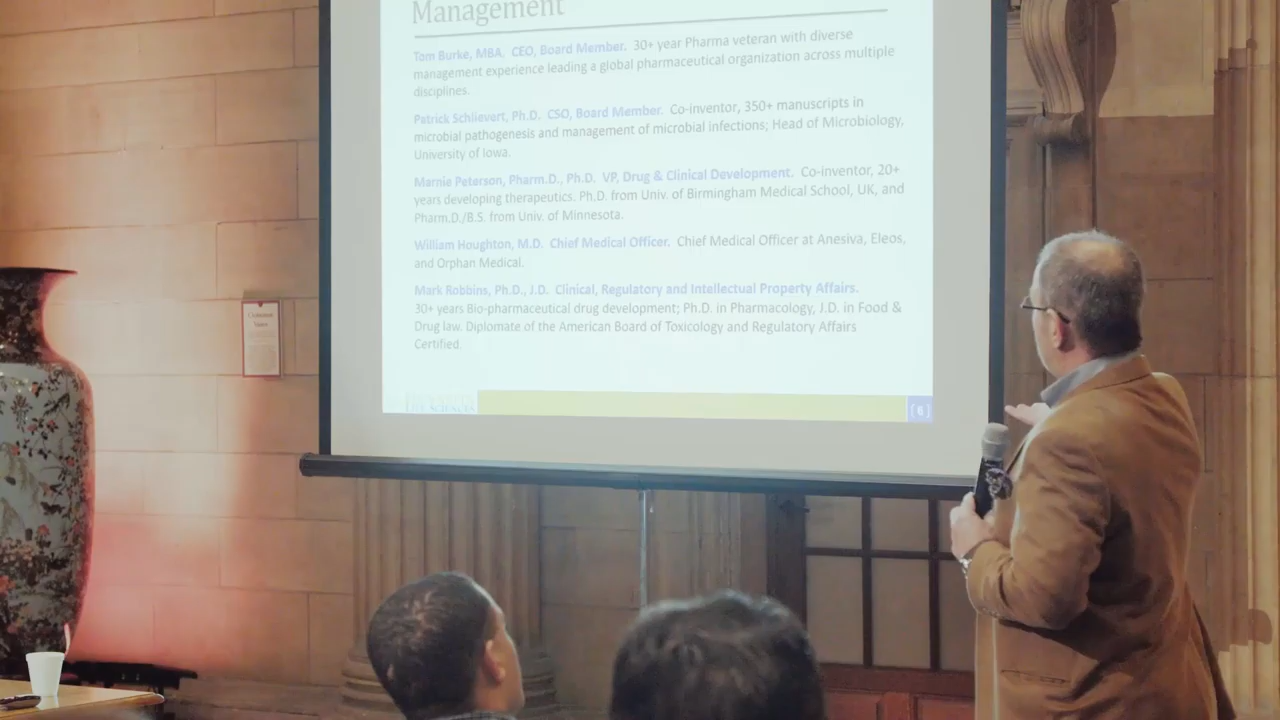 Management
Tom Burke, MBA. CEO, Board Member. 30+ year Pharma veteran with diverse
management experience leading a global pharmaceutical organization across multiple
disciplines.
Patrick Schlievert, Ph.D. CSO, Board Member. Co-inventor, 350+ manuscripts in
microbial pathogenesis and management of microbial infections; Head of Microbiology,
University of Iowa.
Marnie Peterson, Pharm.D., Ph.D. VP, Drug & Clinical Development. Co-inventor, 20+
years developing therapeutics. Ph.D. from Univ. of Birmingham Medical School, UK, and
Pharm.D./B.S. from Univ. of Minnesota.
William Houghton, M.D. Chief Medical Officer. Chief Medical Officer at Anesiva, Eleos,
and Orphan Medical.
Mark Robbins, Ph.D., J.D. Clinical, Regulatory and Intellectual Property Affairs.
30+ years Bio-pharmaceutical drug development; Ph.D. in Pharmacology, J.D. in Food &
Drug law. Diplomate of the American Board of Toxicology and Regulatory Affairs
Certified.
SCIENCES
[6]